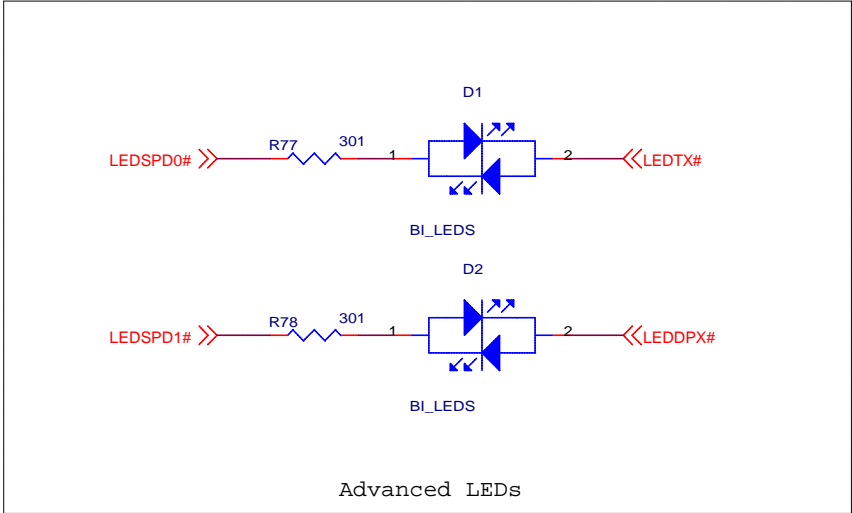 D1
R77 301
LEDSPD0# 1 2 LEDTX#
BI_LEDS
D2
R78 301
LEDSPD1# 1 2 LEDDPX#
BI_LEDS
Advanced LEDs